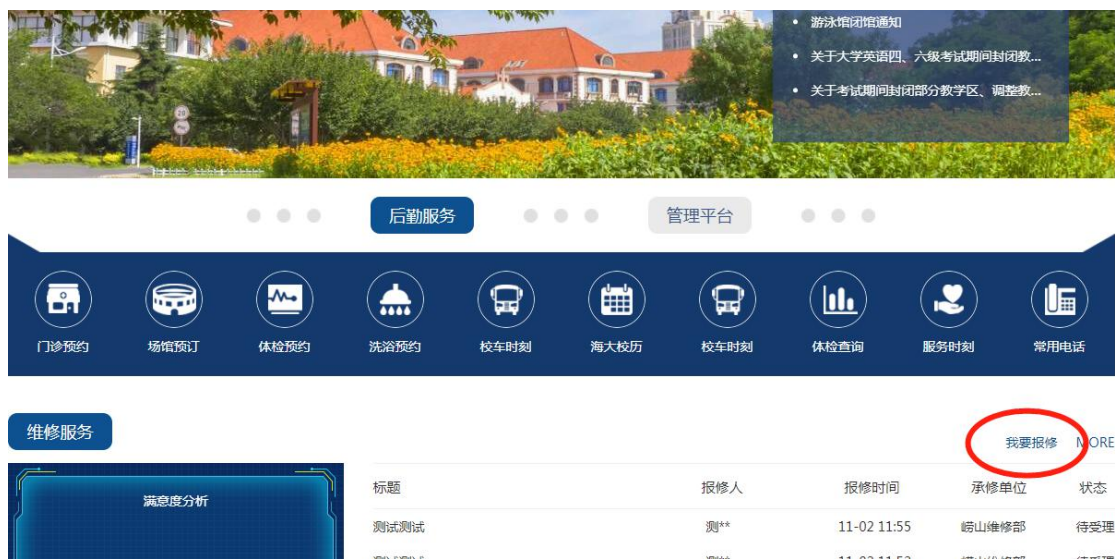 游泳馆闭馆通知
关于大学英语四、六级考试期间封闭教...
关于考试期间封闭部分教学区、调整教...
后勤服务 管理平台
门诊预约 场馆预订 体检预约 洗浴预约 校车时刻 海大校历 校车时刻 体检查询 服务时刻 常用电话
维修服务
我要报修 MORE
满意度分析
标题 报修人 报修时间 承修单位 状态
测试测试 测** 11-02 11:55 崂山维修部 待受理